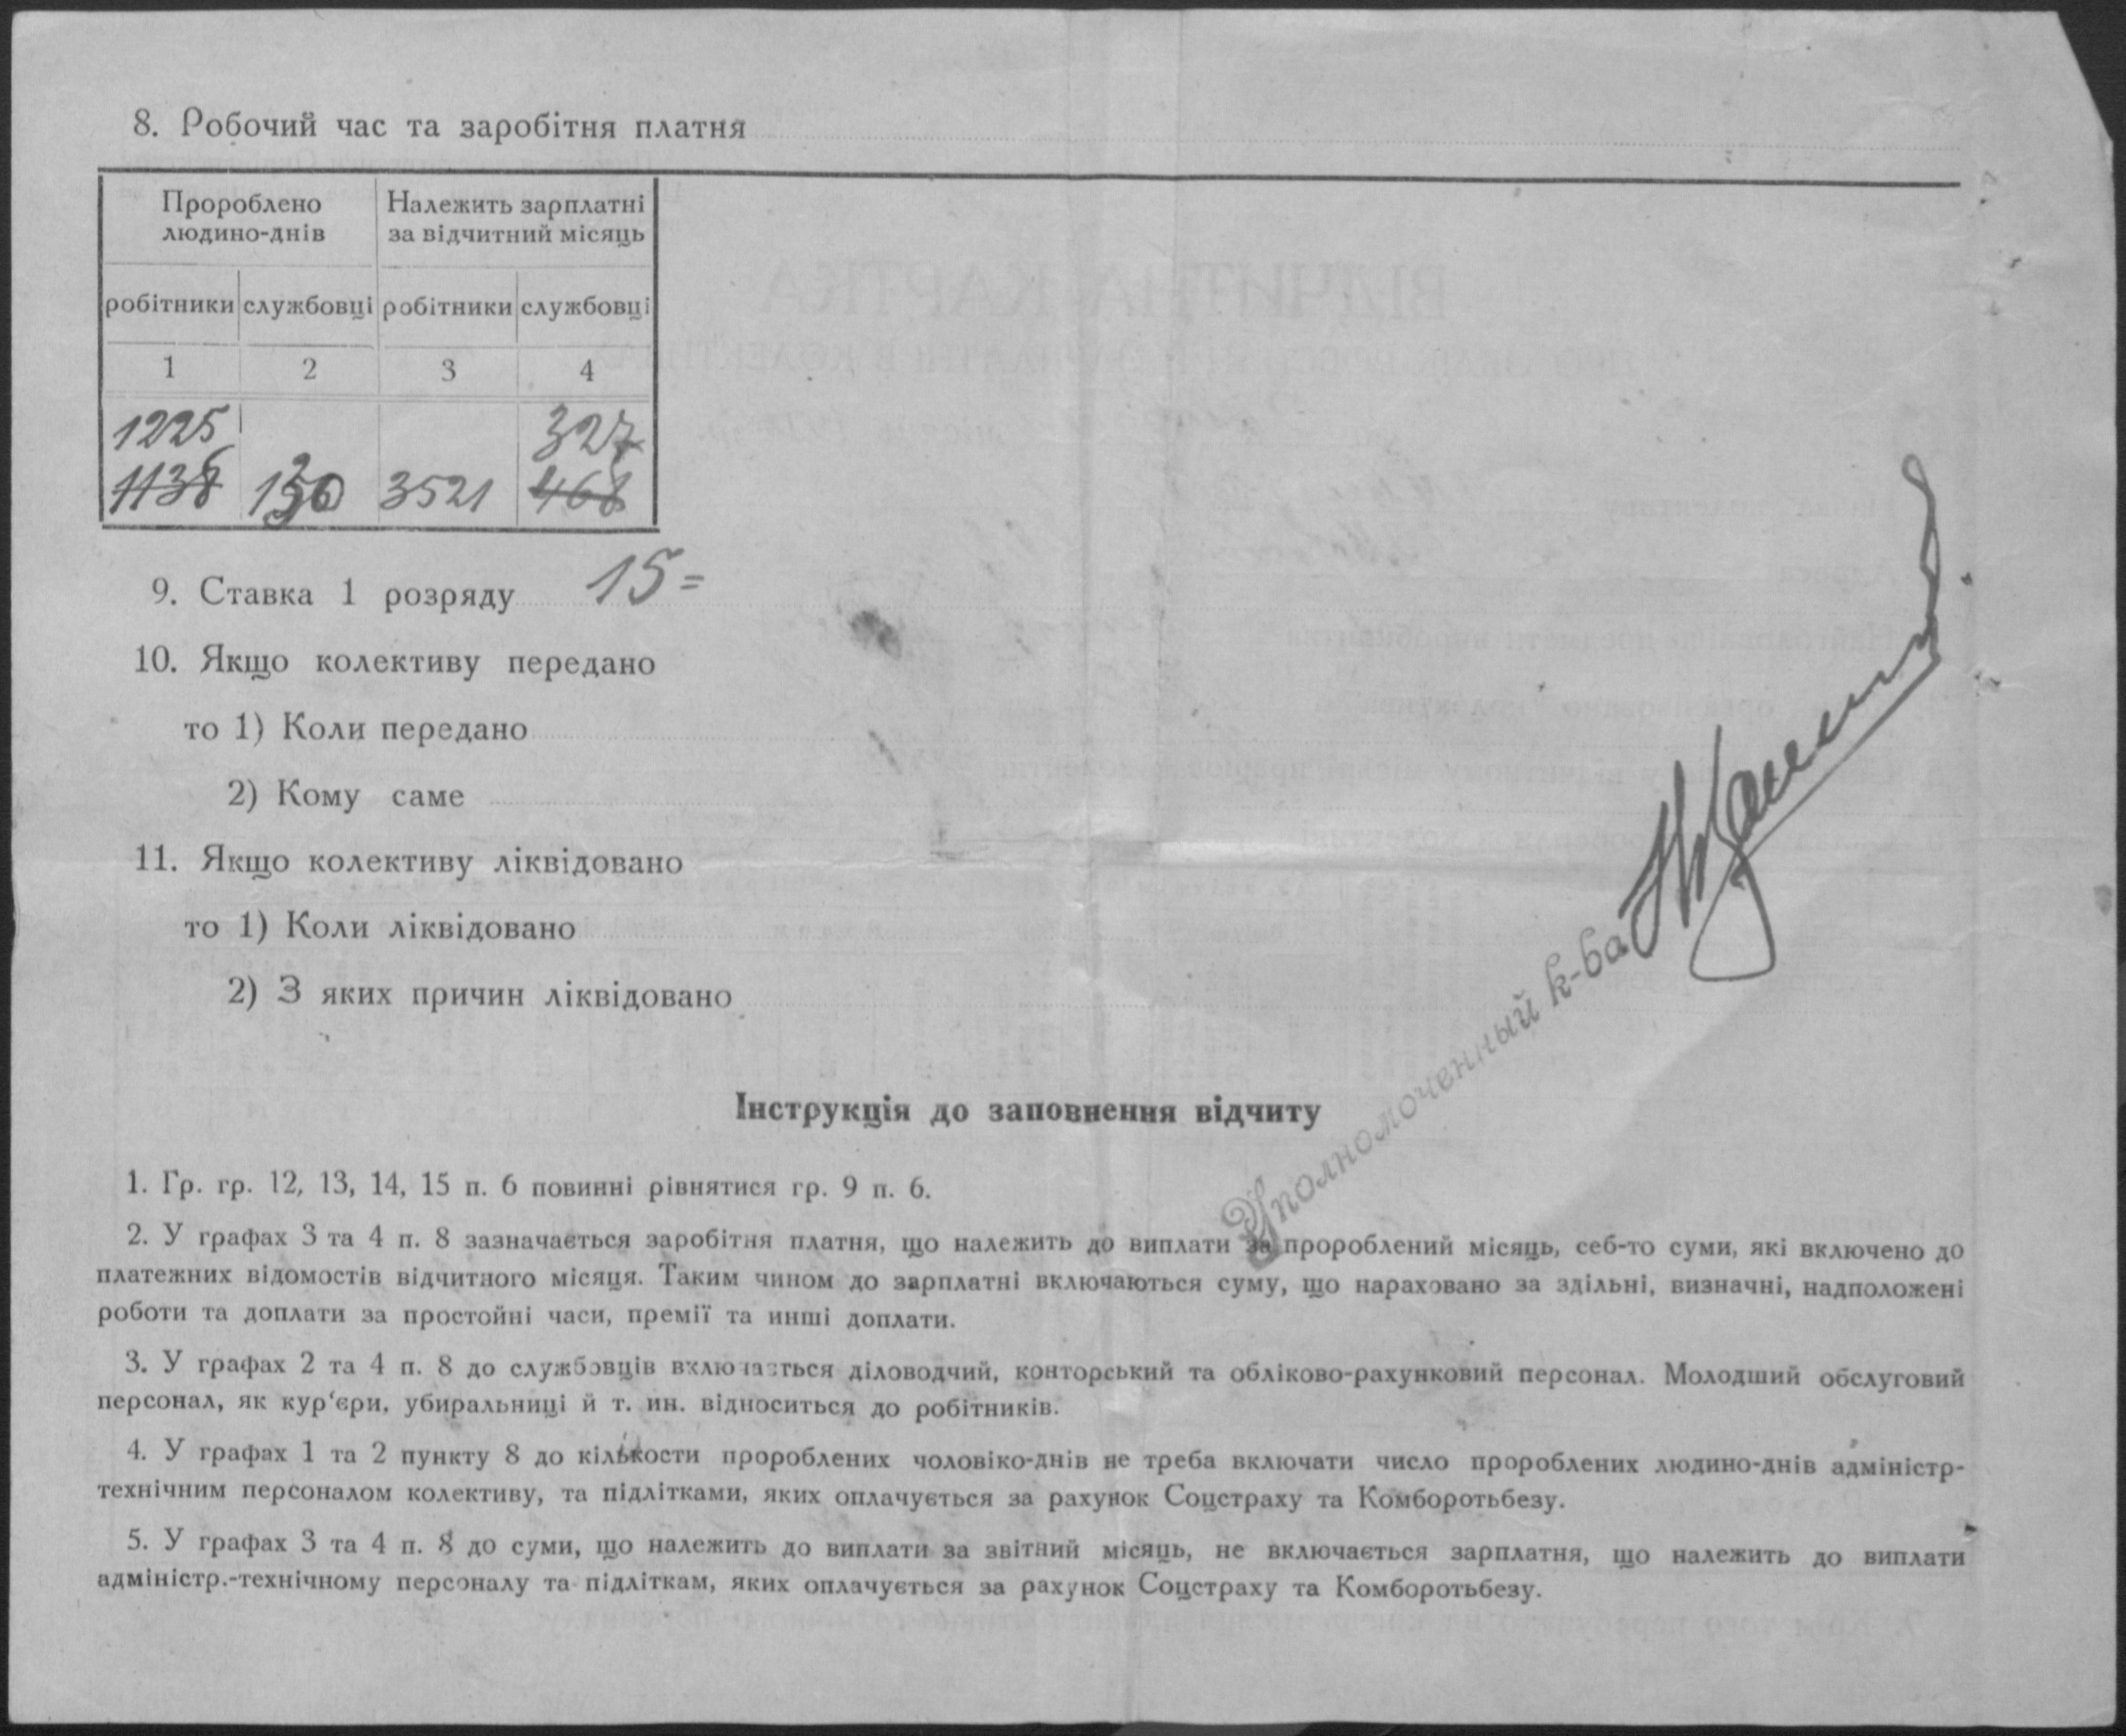 8. Робочий час та заробітня платня
Пророблено людино-днів
Належить зарплатні за відчитний місяць
робітники службовці робітники службовці
1 2 3 4
1225 327
1138 3521 468
9. Ставка 1 розряду 15=
10. Якщо колективу передано
то 1) Коли передано
2) Кому саме
11. Якщо колективу ліквідовано
то 1) Коли ліквідовано
2) З яких причин ліквідовано
Уполномоченный к-ва
Інструкція до заповнення відчиту
1. Гр. гр. 12, 13, 14, 15 п. 6 повинні рівнятися гр. 9 п. 6.
2. У графах 3 та 4 п. 8 зазначається заробітня платня, що належить до виплати за пророблений місяць, себ-то суми, які включено до
платежних відомостів відчитного місяця. Таким чином до зарплатні включаються суму, що нараховано за здільні, визначні, надположені
роботи та доплати за простойні часи, премії та инші доплати.
3. У графах 2 та 4 п. 8 до службовців включається діловодчий, конторський та обліково-рахунковий персонал. Молодший обслуговий
персонал, як кур‘єри, убиральниці й т. ин. відноситься до робітників.
4. У графах 1 та 2 пункту 8 до кількости пророблених чоловіко-днів не треба включати число пророблених людино-днів адміністр-
технічним персоналом колективу, та підлітками, яких оплачується за рахунок Соцстраху та Комборотьбезу.
5. У графах 3 та 4 п. 8 до суми, що належить до виплати за звітний місяць, не включається зарплатня, що належить до виплати
адміністр.-технічному персоналу та підліткам, яких оплачується за рахунок Соцстраху та Комборотьбезу.